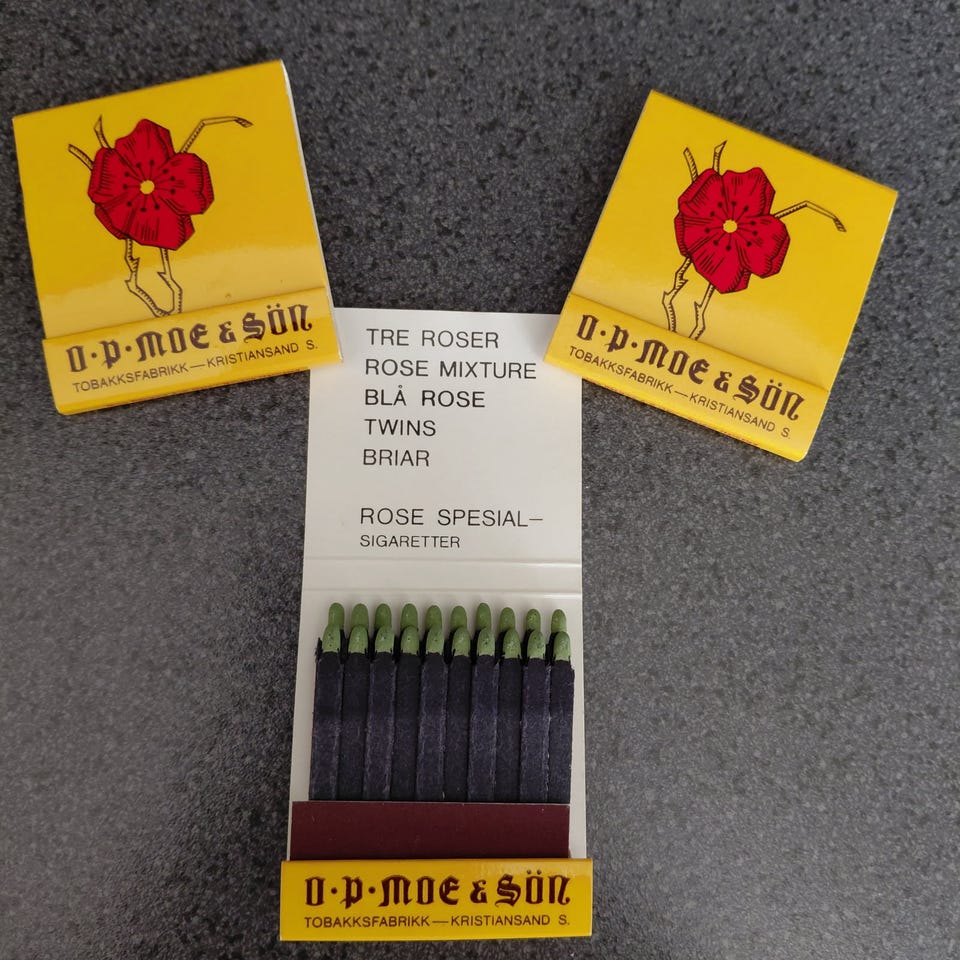 O·P·MOE & SÖN
TOBAKKSFABRIKK—KRISTIANSAND S.
O·P·MOE & SÖN
TOBAKKSFABRIKK—KRISTIANSAND S.
TRE ROSER
ROSE MIXTURE
BLÅ ROSE
TWINS
BRIAR
ROSE SPESIAL—
SIGARETTER
O·P·MOE & SÖN
TOBAKKSFABRIKK—KRISTIANSAND S.